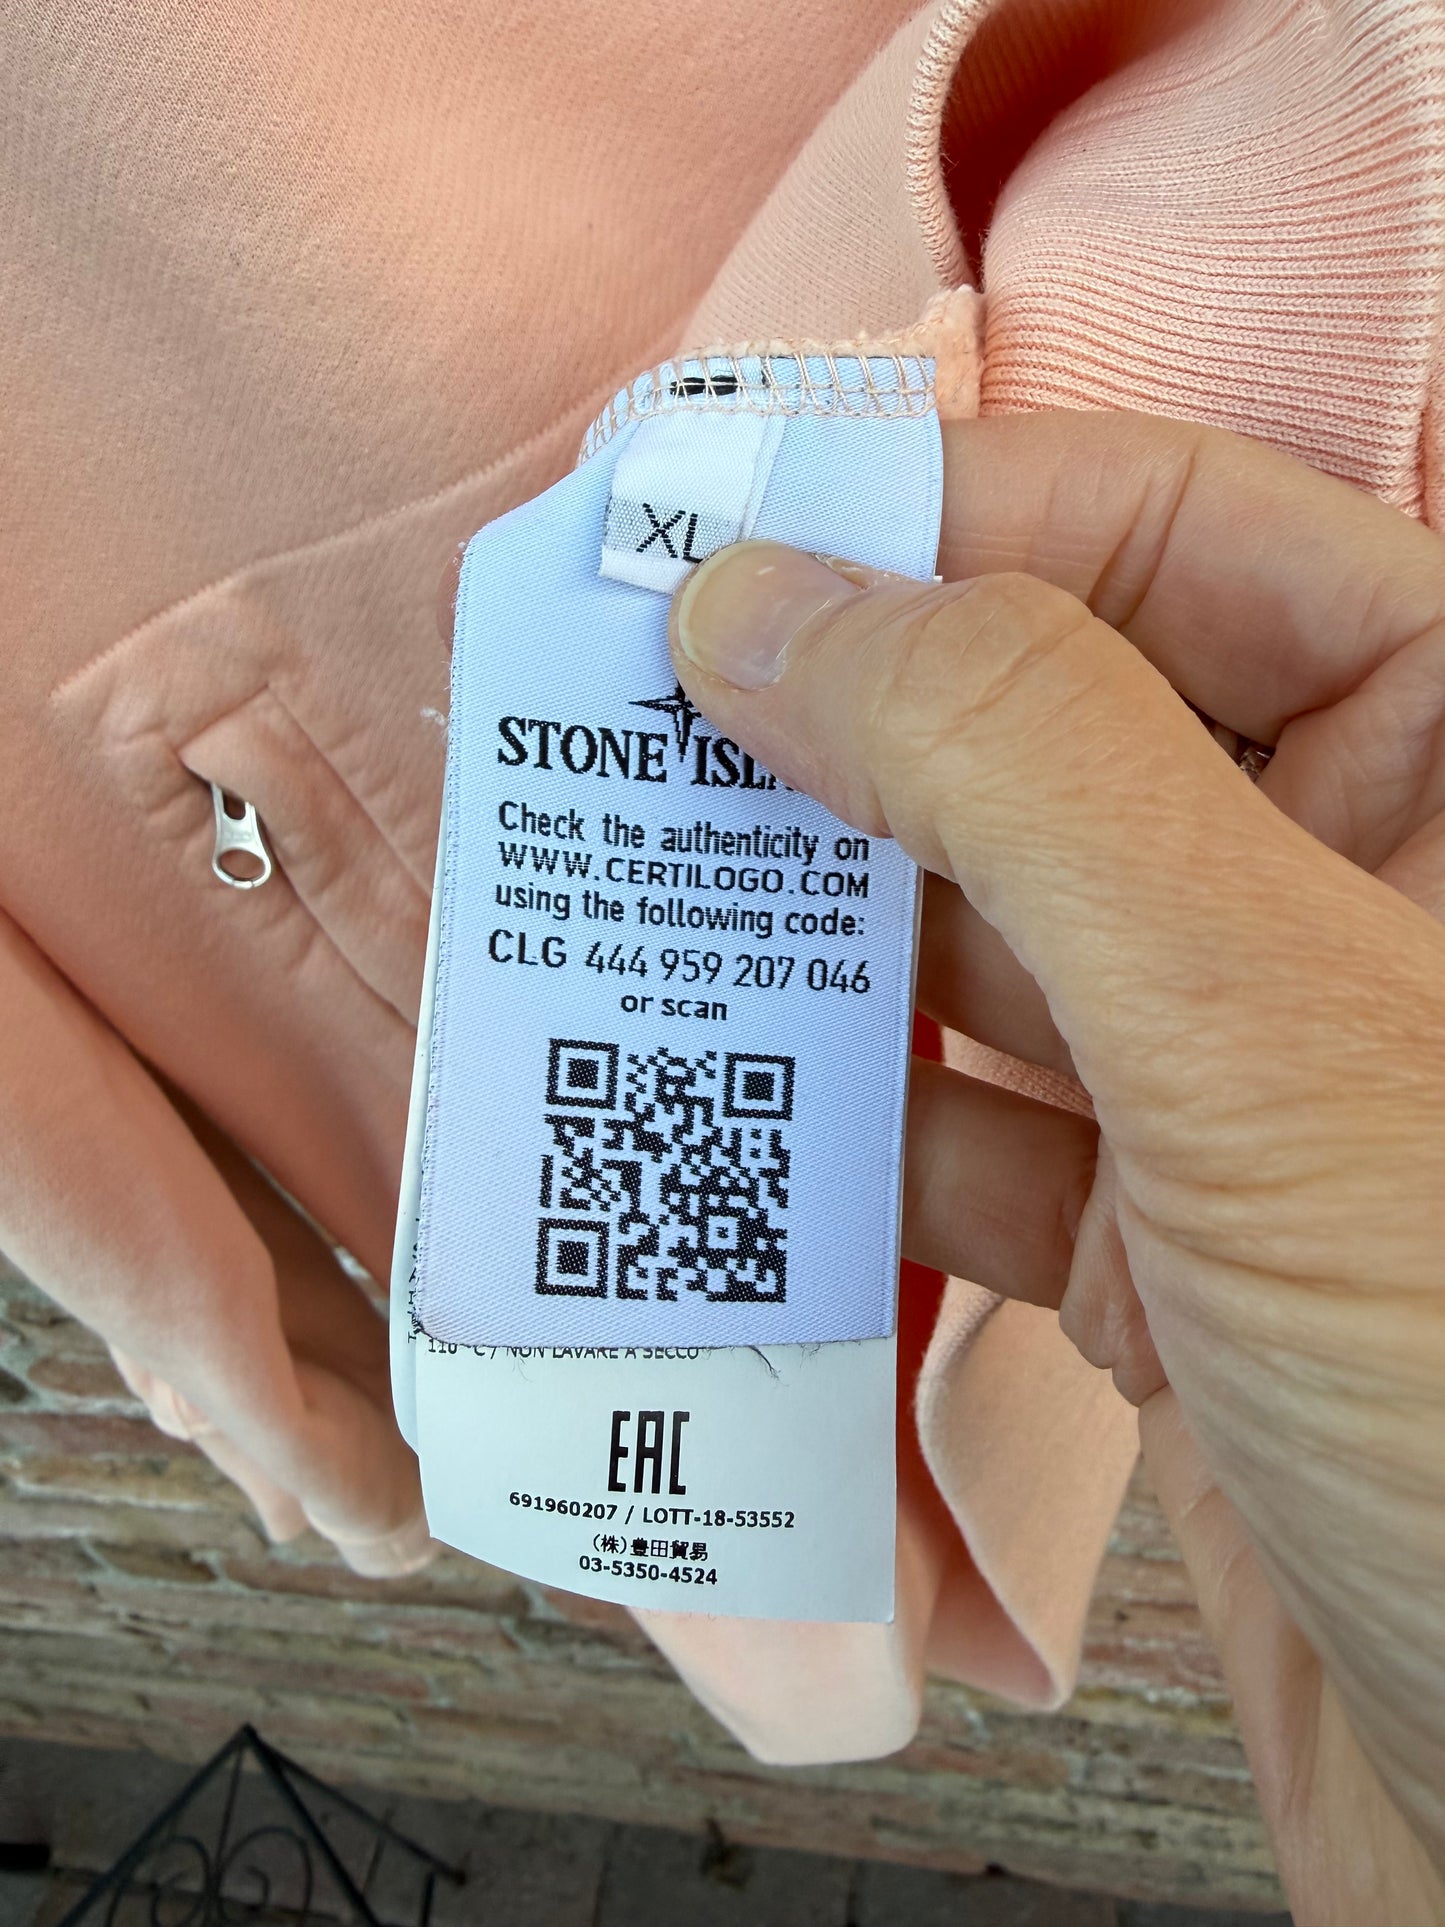 XL
STONE
Check the authenticity on
WWW.CERTILOGO.COM
using the following code:
CLG 444 959 207 046
or scan
110 °C / NON LAVARE A SECCO
EAC
691960207 / LOTT-18-53552
(株)豊田貿易
03-5350-4524